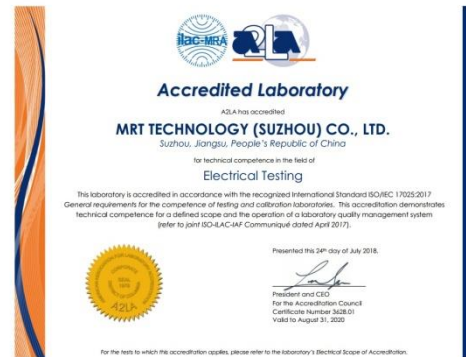 ilac-MRA
A2LA
Accredited Laboratory
A2LA has accredited
MRT TECHNOLOGY (SUZHOU) CO., LTD.
Suzhou, Jiangsu, People's Republic of China
for technical competence in the field of
Electrical Testing
This laboratory is accredited in accordance with the recognized International Standard ISO/IEC 17025:2017
General requirements for the competence of testing and calibration laboratories. This accreditation demonstrates
technical competence for a defined scope and the operation of a laboratory quality management system
(refer to joint ISO-ILAC-IAF Communiqué dated April 2017).
Presented this 24th day of July 2018.
President and CEO
For the Accreditation Council
Certificate Number 3628.01
Valid to August 31, 2020
CORPORATE
SEAL
1978
A2LA
For the tests to which this accreditation applies, please refer to the laboratory's Electrical Scope of Accreditation.